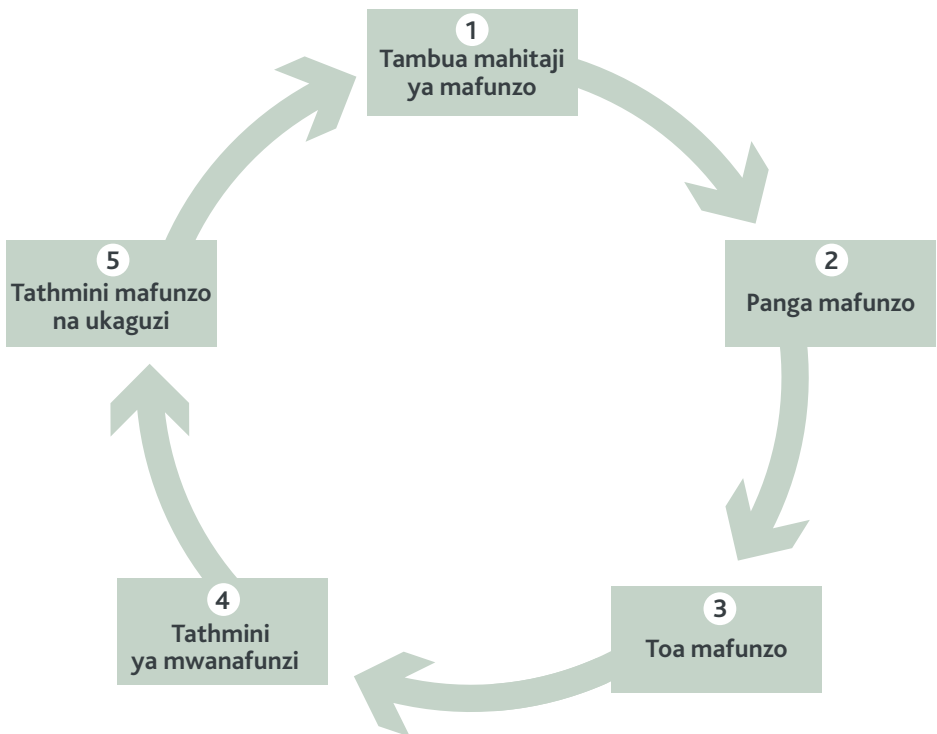 1
Tambua mahitaji
ya mafunzo
2
Panga mafunzo
3
Toa mafunzo
4
Tathmini
ya mwanafunzi
5
Tathmini mafunzo
na ukaguzi